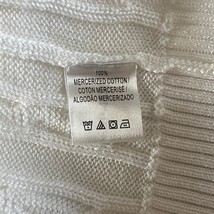 100%
MERCERIZED COTTON/
COTON MERCERISE/
ALGODÃO MERCERIZADO